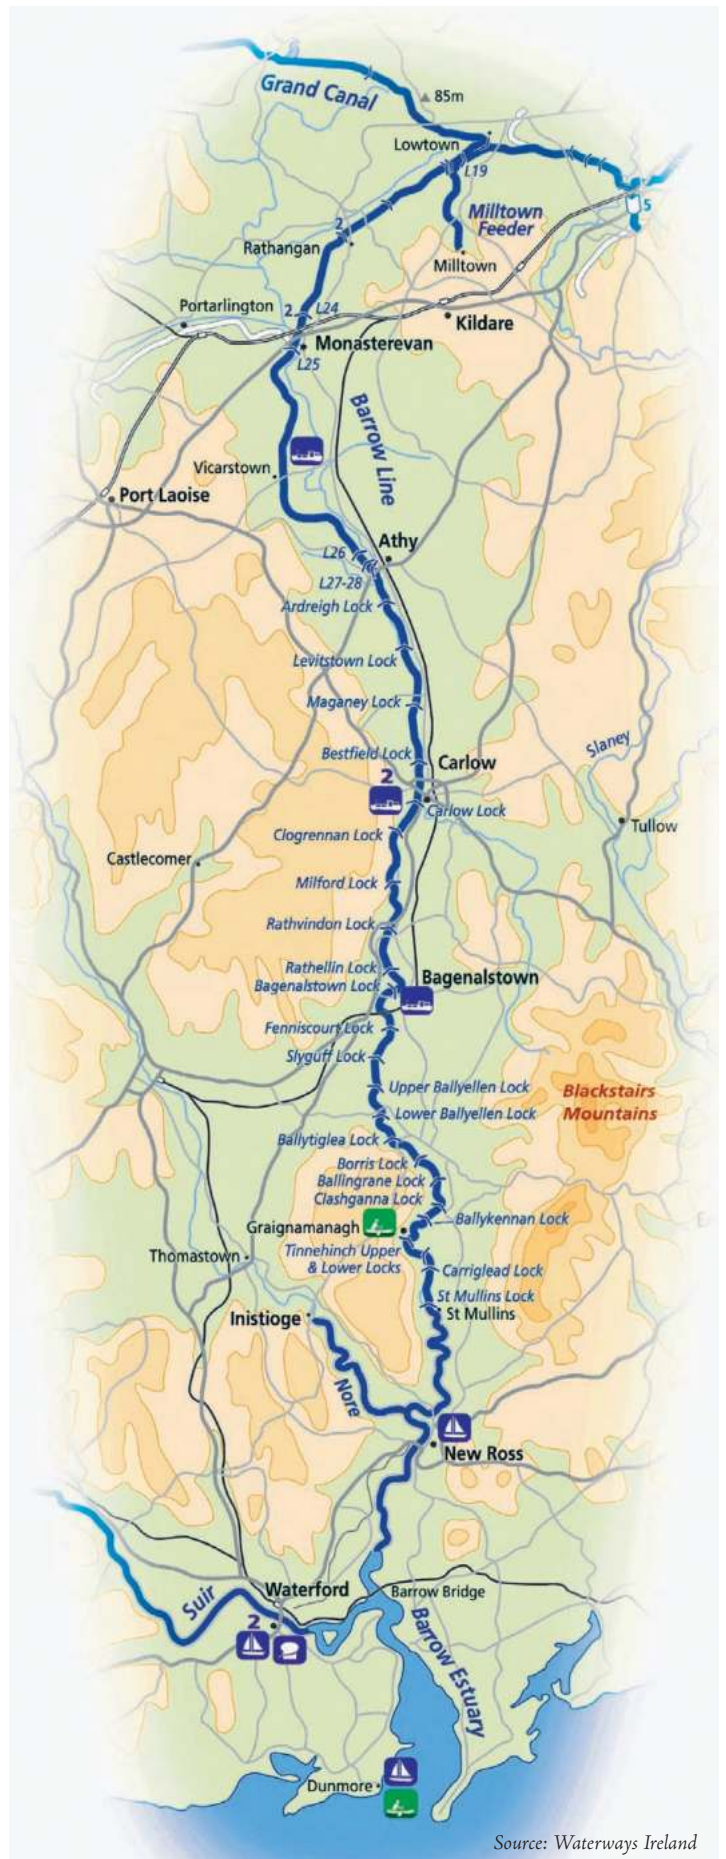 Grand Canal
85m
Lowtown
L19
5
Milltown
Feeder
2
Rathangan
Milltown
Portarlington
2
L24
Kildare
Monasterevan
L25
Barrow Line
Vicarstown
Port Laoise
Athy
L26
L27-28
Ardreigh Lock
Levitstown Lock
Maganey Lock
Slaney
Bestfield Lock
Carlow
2
Carlow Lock
Tullow
Clogrennan Lock
Castlecomer
Milford Lock
Rathvindon Lock
Rathellin Lock
Bagenalstown
Bagenalstown Lock
Fenniscourt Lock
Slyguff Lock
Upper Ballyellen Lock
Blackstairs
Mountains
Lower Ballyellen Lock
Ballytiglea Lock
Borris Lock
Ballingrane Lock
Clashganna Lock
Ballykennan Lock
Graignamanagh
Tinnehinch Upper
& Lower Locks
Thomastown
Carriglead Lock
St Mullins Lock
St Mullins
Inistioge
Nore
New Ross
Waterford
Barrow Bridge
Suir
2
Barrow Estuary
Dunmore
Source: Waterways Ireland